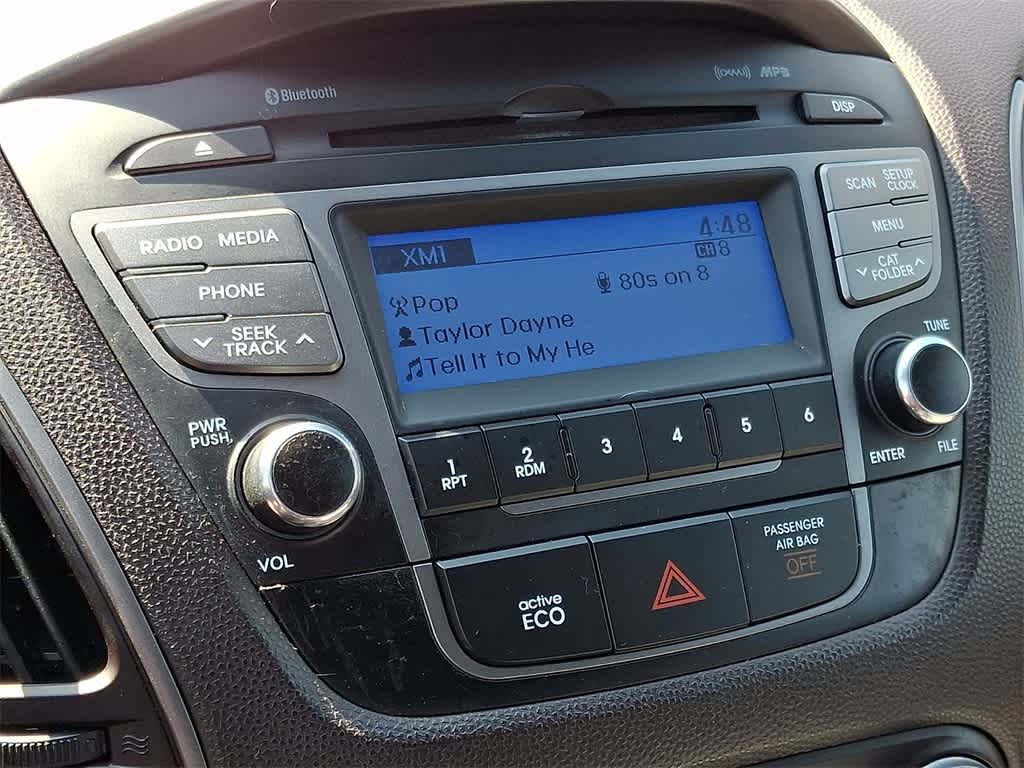 Bluetooth
((XM)) MP3
DISP
RADIO MEDIA
PHONE
SEEK
TRACK
SCAN SETUP
CLOCK
MENU
CAT
FOLDER
XM1
4:48
CH 8
Pop
80s on 8
Taylor Dayne
Tell It to My He
TUNE
PWR
PUSH
VOL
ENTER
FILE
1
RPT
2
RDM
3
4
5
6
active
ECO
PASSENGER
AIR BAG
OFF